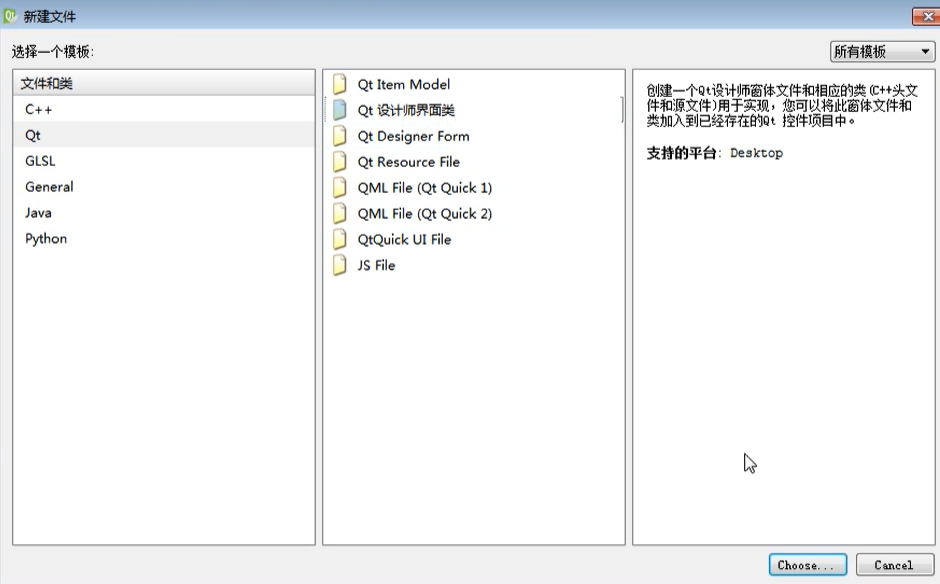 新建文件
选择一个模板:
所有模板
文件和类
C++
Qt
GLSL
General
Java
Python
Qt Item Model
Qt 设计师界面类
Qt Designer Form
Qt Resource File
QML File (Qt Quick 1)
QML File (Qt Quick 2)
QtQuick UI File
JS File
创建一个Qt设计师窗体文件和相应的类(C++头文
件和源文件)用于实现，您可以将此窗体文件和
类加入到已经存在的Qt 控件项目中。
支持的平台: Desktop
Choose...
Cancel